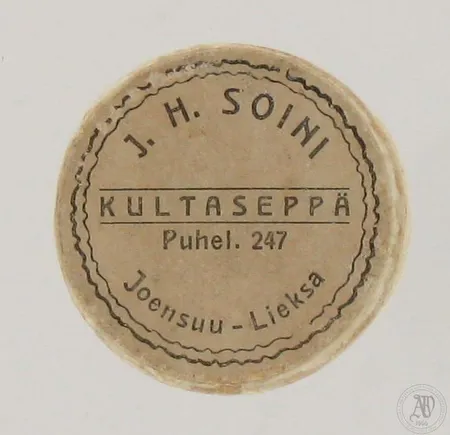 J. H. SOINI
KULTASEPPÄ
Puhel. 247
Joensuu - Lieksa